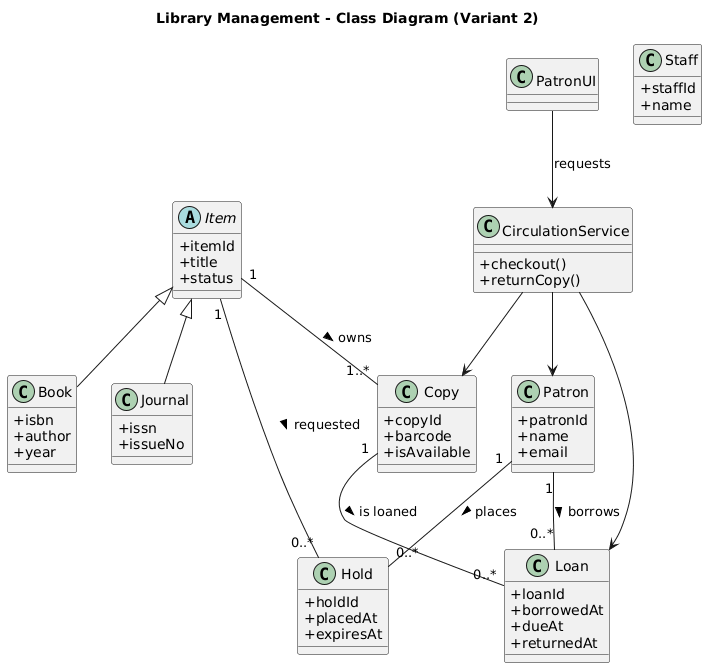 Library Management - Class Diagram (Variant 2)
C PatronUI
C Staff
+staffId
+name
requests
A Item
+itemId
+title
+status
C CirculationService
+checkout()
+returnCopy()
1
1
owns
1..*
C Book
+isbn
+author
+year
C Journal
+issn
+issueNo
C Copy
+copyId
+barcode
+isAvailable
C Patron
+patronId
+name
+email
requested
1
1
1
is loaned
places
borrows
0..*
0..*
0..*
0..*
C Hold
+holdId
+placedAt
+expiresAt
C Loan
+loanId
+borrowedAt
+dueAt
+returnedAt